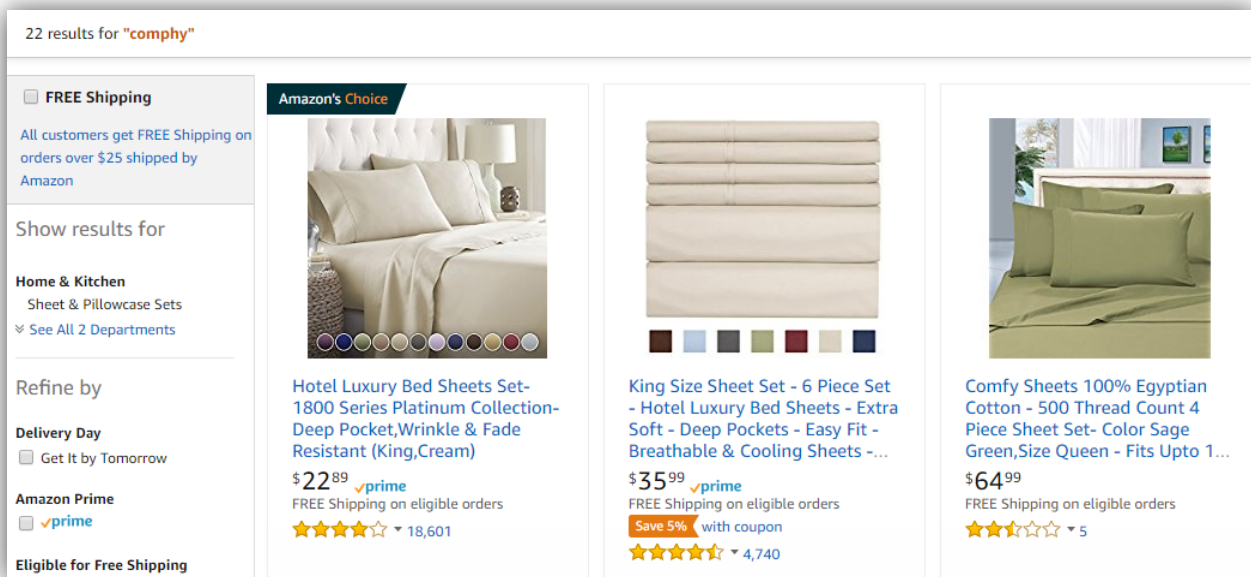 22 results for "comphy"
FREE Shipping
All customers get FREE Shipping on
orders over $25 shipped by
Amazon
Show results for
Home & Kitchen
Sheet & Pillowcase Sets
See All 2 Departments
Refine by
Delivery Day
Get It by Tomorrow
Amazon Prime
prime
Eligible for Free Shipping
Amazon's Choice
Hotel Luxury Bed Sheets Set-
1800 Series Platinum Collection-
Deep Pocket,Wrinkle & Fade
Resistant (King,Cream)
$22 89 prime
FREE Shipping on eligible orders
18,601
King Size Sheet Set - 6 Piece Set
- Hotel Luxury Bed Sheets - Extra
Soft - Deep Pockets - Easy Fit -
Breathable & Cooling Sheets -...
$35 99 prime
FREE Shipping on eligible orders
Save 5% with coupon
4,740
Comfy Sheets 100% Egyptian
Cotton - 500 Thread Count 4
Piece Sheet Set- Color Sage
Green,Size Queen - Fits Upto 1...
$64 99
FREE Shipping on eligible orders
5